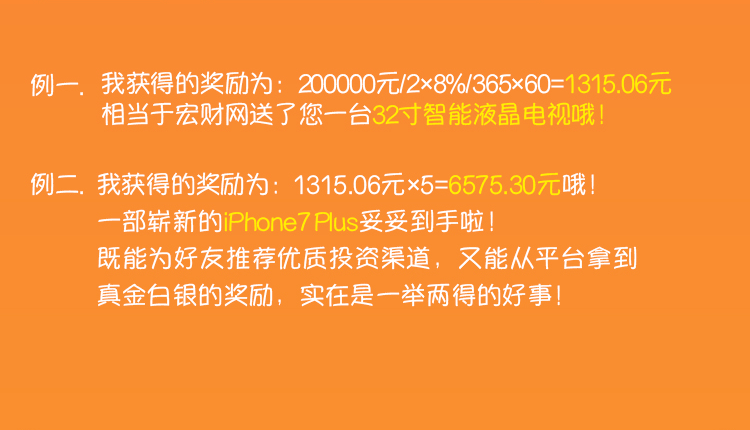 例一. 我获得的奖励为：200000元/2×8%/365×60=1315.06元
相当于宏财网送了您一台32寸智能液晶电视哦！
例二. 我获得的奖励为：1315.06元×5=6575.30元哦！
一部崭新的iPhone7 Plus妥妥到手啦！
既能为好友推荐优质投资渠道，又能从平台拿到
真金白银的奖励，实在是一举两得的好事！